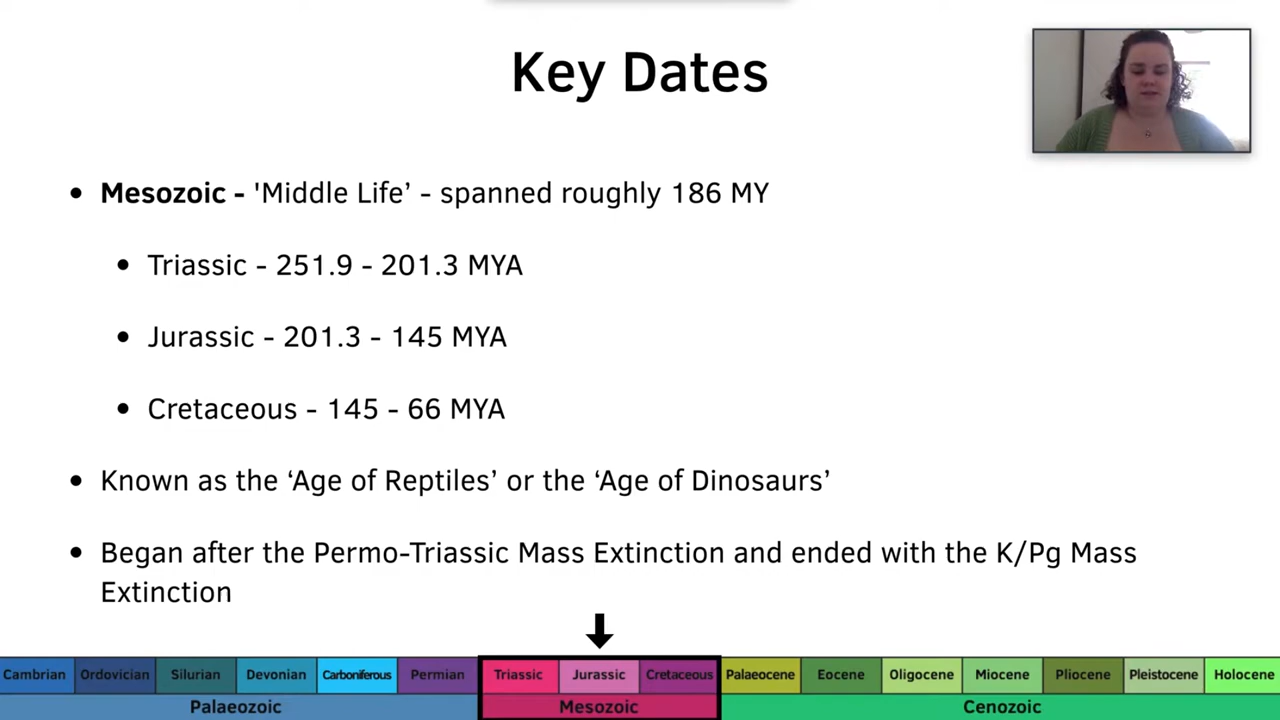 Key Dates
• Mesozoic - 'Middle Life’ - spanned roughly 186 MY
• Triassic - 251.9 - 201.3 MYA
• Jurassic - 201.3 - 145 MYA
• Cretaceous - 145 - 66 MYA
• Known as the ‘Age of Reptiles’ or the ‘Age of Dinosaurs’
• Began after the Permo-Triassic Mass Extinction and ended with the K/Pg Mass
Extinction
Cambrian Ordovician Silurian Devonian Carboniferous Permian Triassic Jurassic Cretaceous Palaeocene Eocene Oligocene Miocene Pliocene Pleistocene Holocene
Palaeozoic Mesozoic Cenozoic